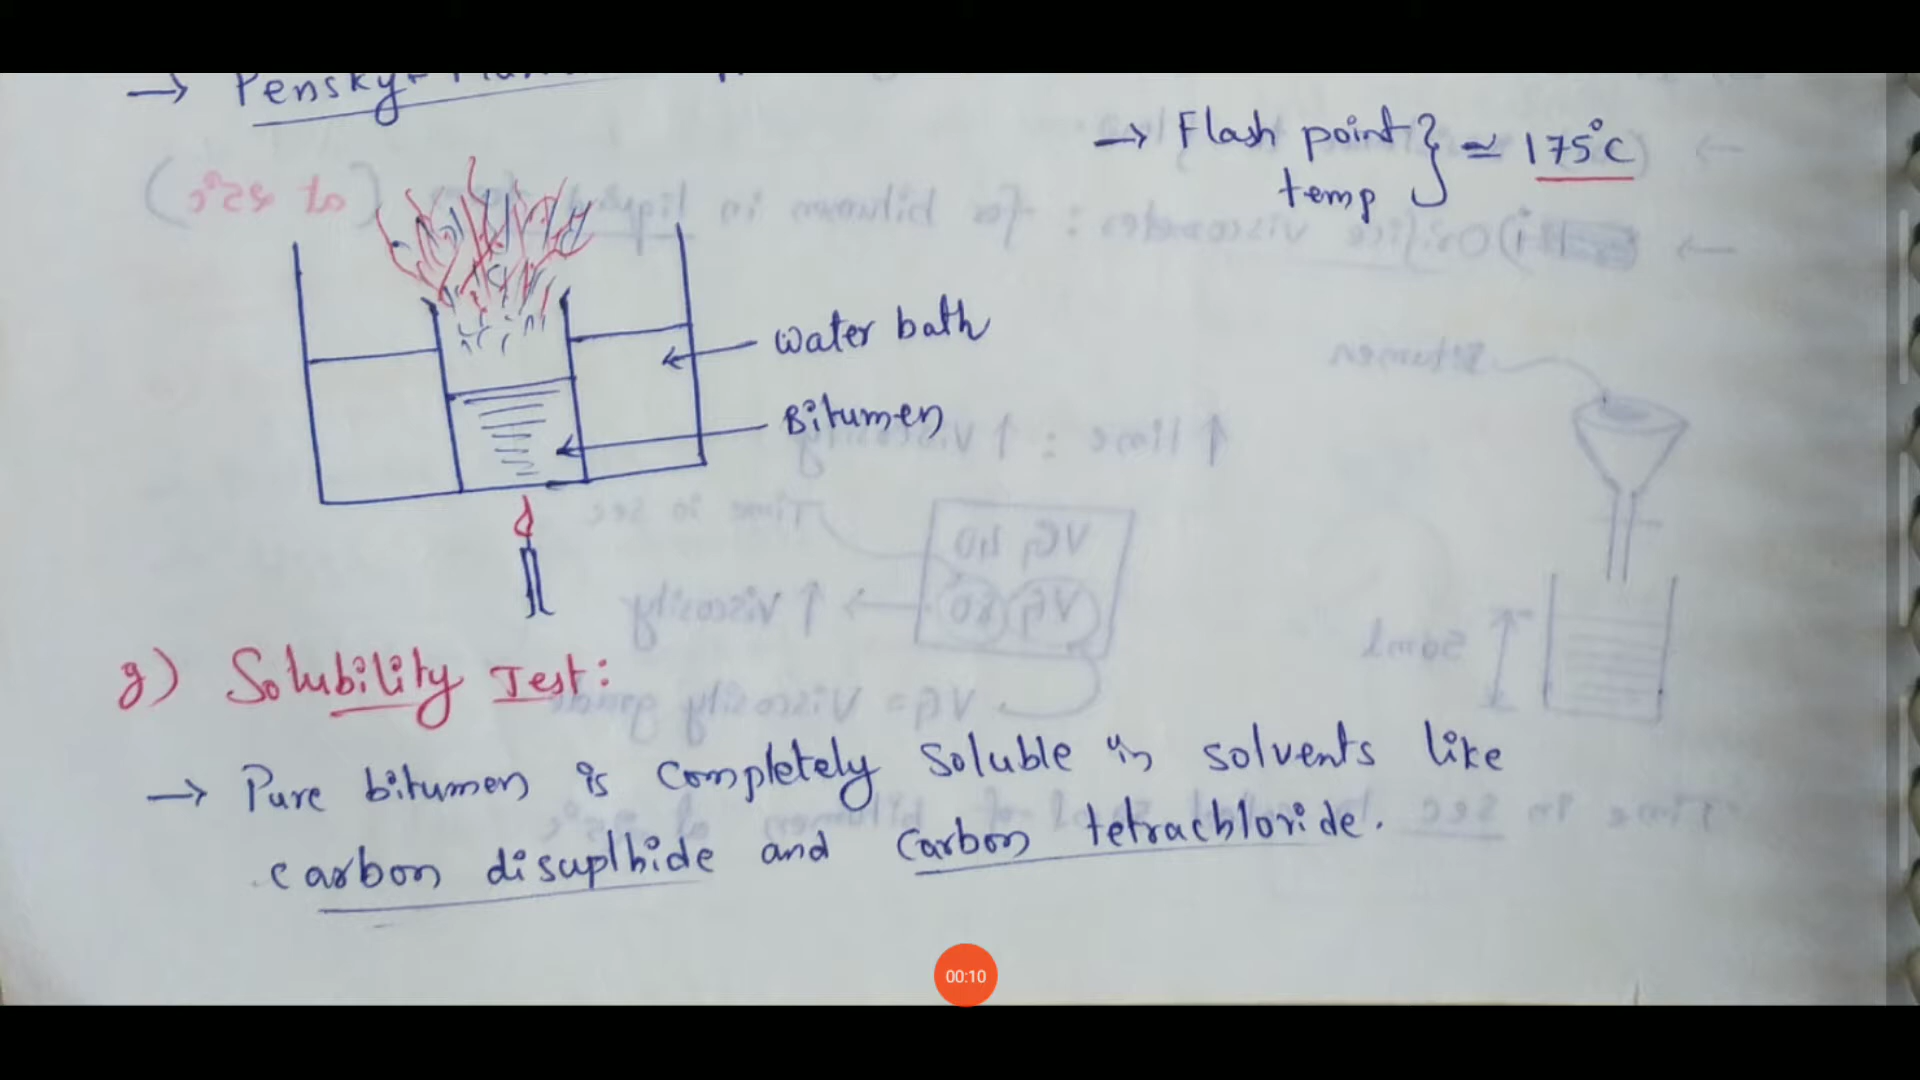 → Pensky-
→ Flash point } ≃ 175°C
temp
Water bath
Bitumen
g) Solubility Test:
→ Pure bitumen is completely soluble in solvents like
carbon disuplhide and carbon tetrachloride.
00:10